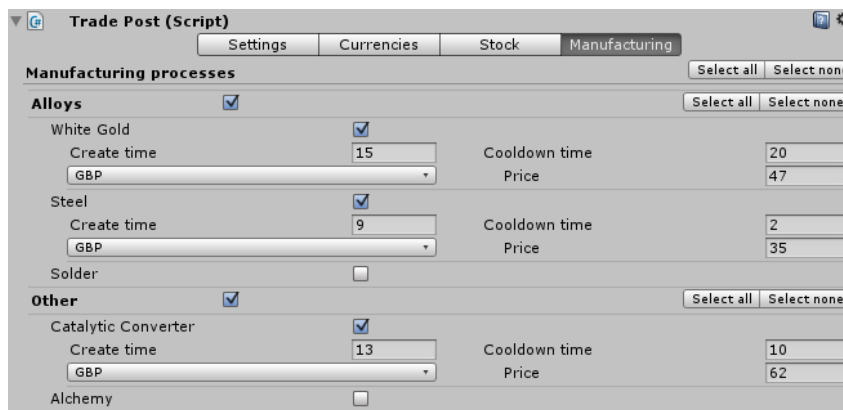 Trade Post (Script)
Settings Currencies Stock Manufacturing
Manufacturing processes Select all Select none
Alloys Select all Select none
White Gold
Create time 15 Cooldown time 20
GBP Price 47
Steel
Create time 9 Cooldown time 2
GBP Price 35
Solder
Other Select all Select none
Catalytic Converter
Create time 13 Cooldown time 10
GBP Price 62
Alchemy